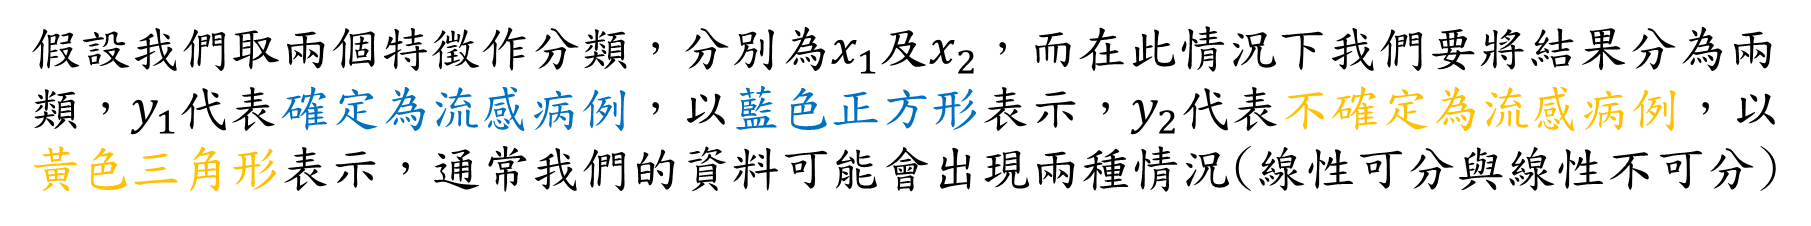 假設我們取兩個特徵作分類，分別為x₁及x₂，而在此情況下我們要將結果分為兩
類，y₁代表確定為流感病例，以藍色正方形表示，y₂代表不確定為流感病例，以
黃色三角形表示，通常我們的資料可能會出現兩種情況(線性可分與線性不可分)